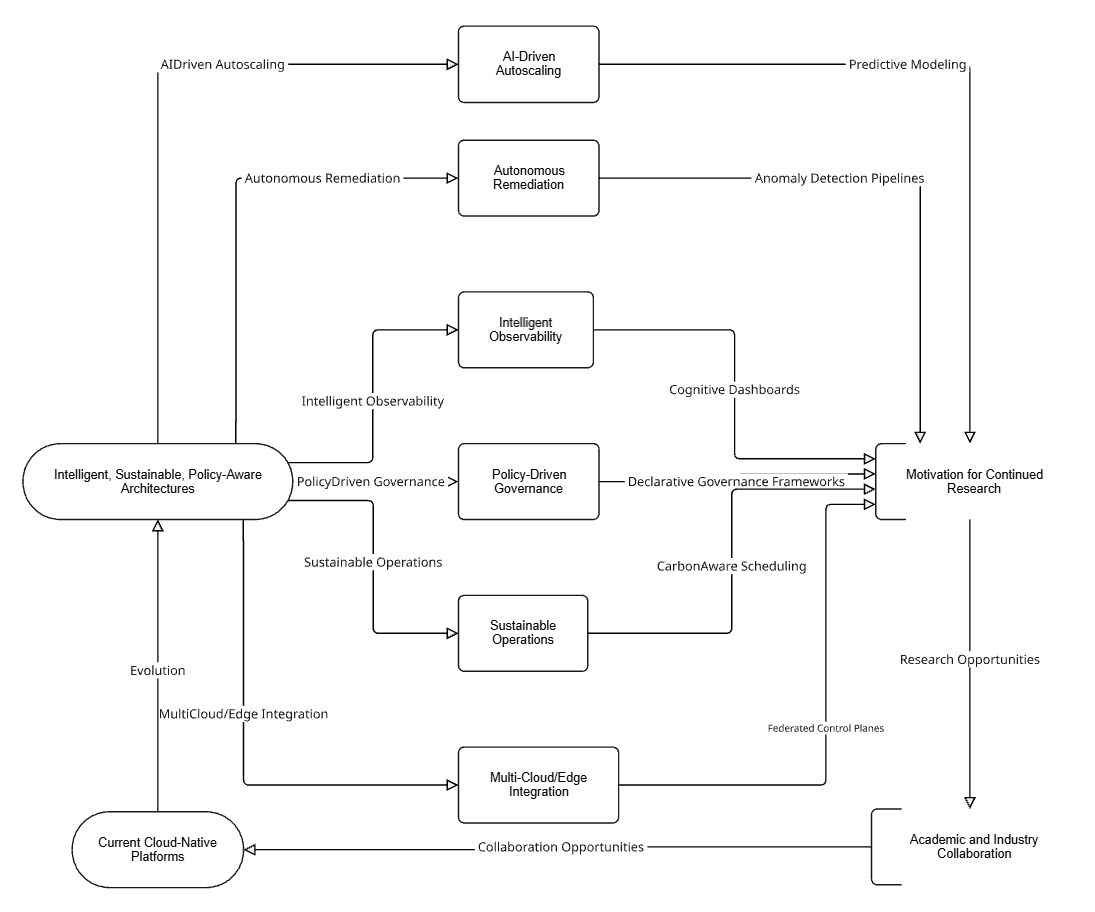 AIDriven Autoscaling
AI-Driven
Autoscaling
Predictive Modeling
Autonomous Remediation
Autonomous
Remediation
Anomaly Detection Pipelines
Intelligent
Observability
Intelligent Observability
Cognitive Dashboards
Intelligent, Sustainable, Policy-Aware
Architectures
PolicyDriven Governance
Policy-Driven
Governance
Declarative Governance Frameworks
Motivation for Continued
Research
Sustainable Operations
CarbonAware Scheduling
Sustainable
Operations
Evolution
Research Opportunities
MultiCloud/Edge Integration
Federated Control Planes
Multi-Cloud/Edge
Integration
Current Cloud-Native
Platforms
Collaboration Opportunities
Academic and Industry
Collaboration